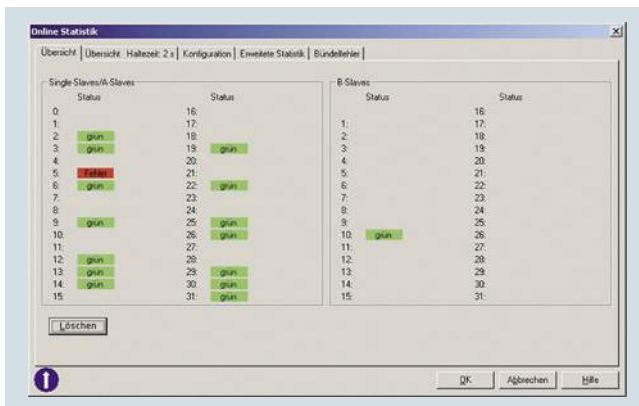 Online Statistik
Übersicht Übersicht Haltezeit: 2 s Konfiguration Erweitete Statistik Bündelfehler
Single-Slaves/A-Slaves
Status Status
0: 16:
1: 17:
2: grün 18:
3: grün 19: grün
4: 20:
5: Fehler 21:
6: grün 22: grün
7: 23:
8: 24:
9: grün 25: grün
10: 26: grün
11: 27:
12: grün 28:
13: grün 29: grün
14: grün 30: grün
15: 31: grün
B-Slaves
Status Status
16:
1: 17:
2: 18:
3: 19:
4: 20:
5: 21:
6: 22:
7: 23:
8: 24:
9: 25:
10: grün 26:
11: 27:
12: 28:
13: 29:
14: 30:
15: 31:
Löschen
OK Abbrechen Hilfe